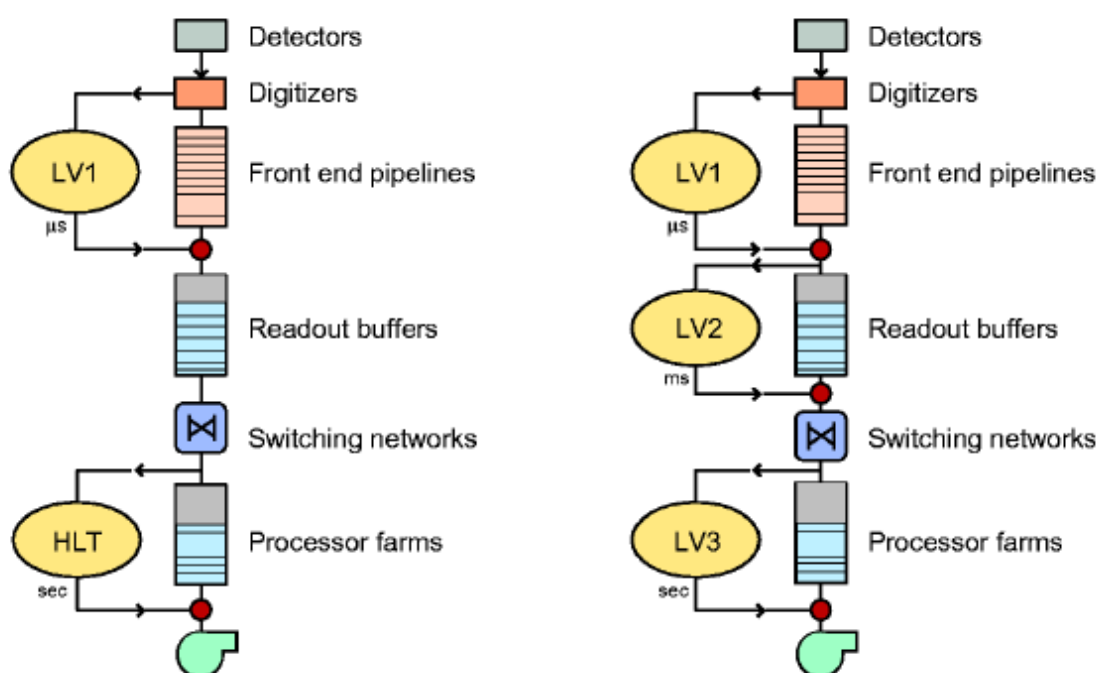 Detectors
Digitizers
LV1
Front end pipelines
µs
Readout buffers
Switching networks
HLT
Processor farms
sec
Detectors
Digitizers
LV1
Front end pipelines
µs
LV2
Readout buffers
ms
Switching networks
LV3
Processor farms
sec